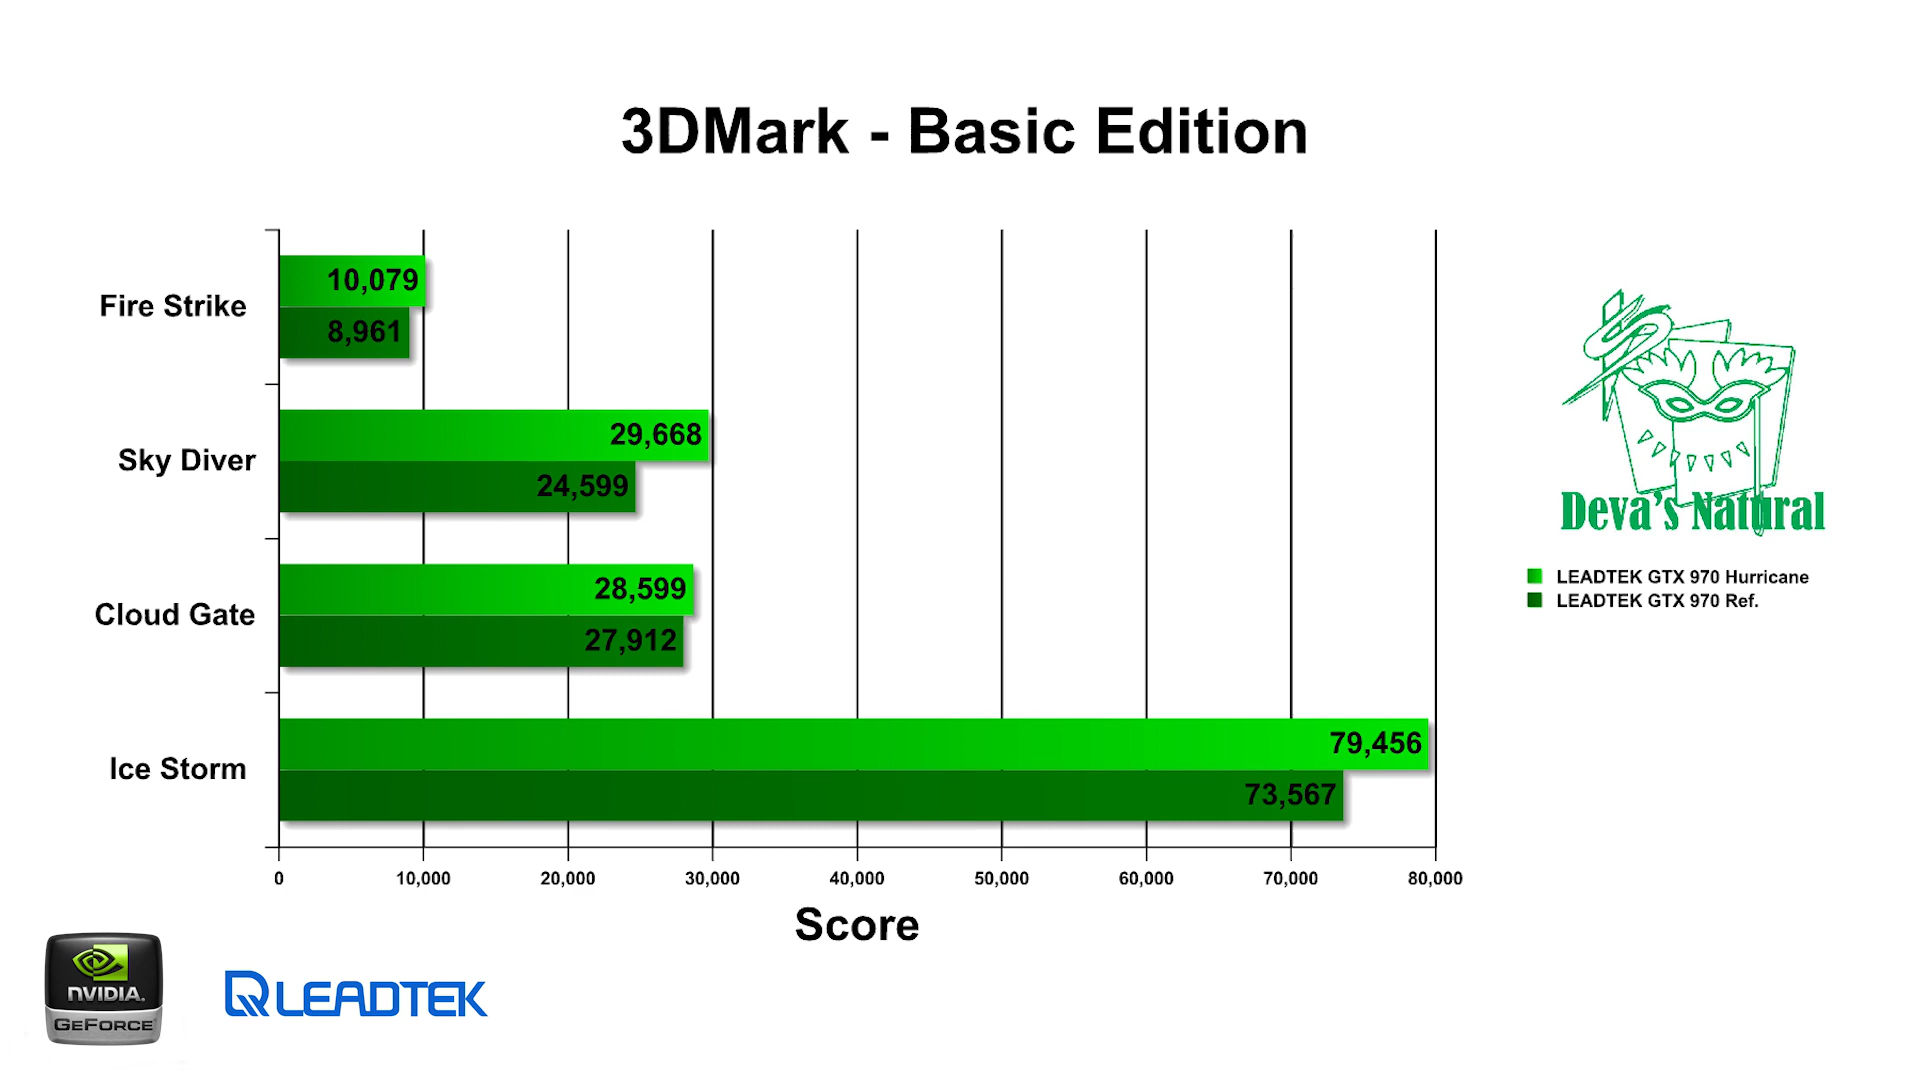 3DMark - Basic Edition
Fire Strike
10,079
8,961
Sky Diver
29,668
24,599
Cloud Gate
28,599
27,912
Ice Storm
79,456
73,567
0 10,000 20,000 30,000 40,000 50,000 60,000 70,000 80,000
Score
Deva's Natural
LEADTEK GTX 970 Hurricane
LEADTEK GTX 970 Ref.
NVIDIA.
GEFORCE
LEADTEK